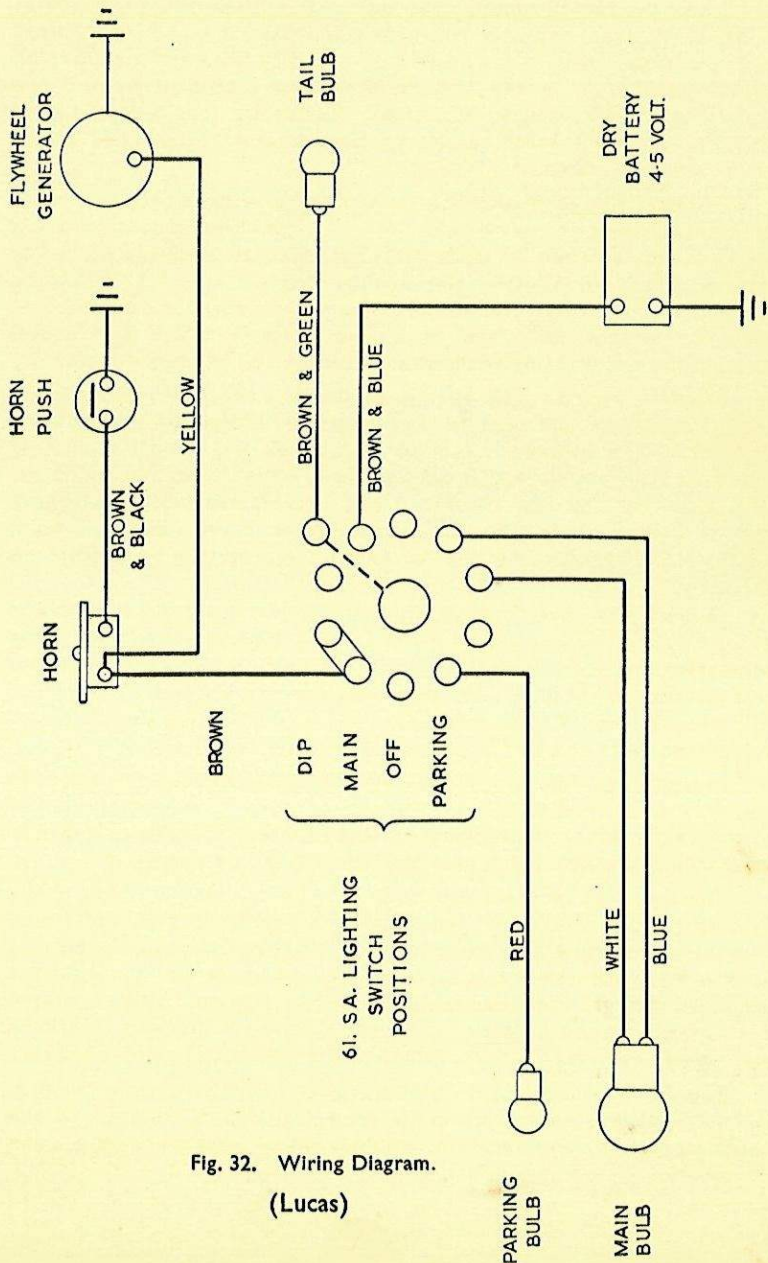 FLYWHEEL
GENERATOR
HORN
PUSH
HORN
BROWN
& BLACK
YELLOW
BROWN
TAIL
BULB
BROWN & GREEN
BROWN & BLUE
DRY
BATTERY
4-5 VOLT.
DIP
MAIN
OFF
PARKING
61. S.A. LIGHTING
SWITCH
POSITIONS
RED
WHITE
BLUE
PARKING
BULB
MAIN
BULB
Fig. 32. Wiring Diagram.
(Lucas)